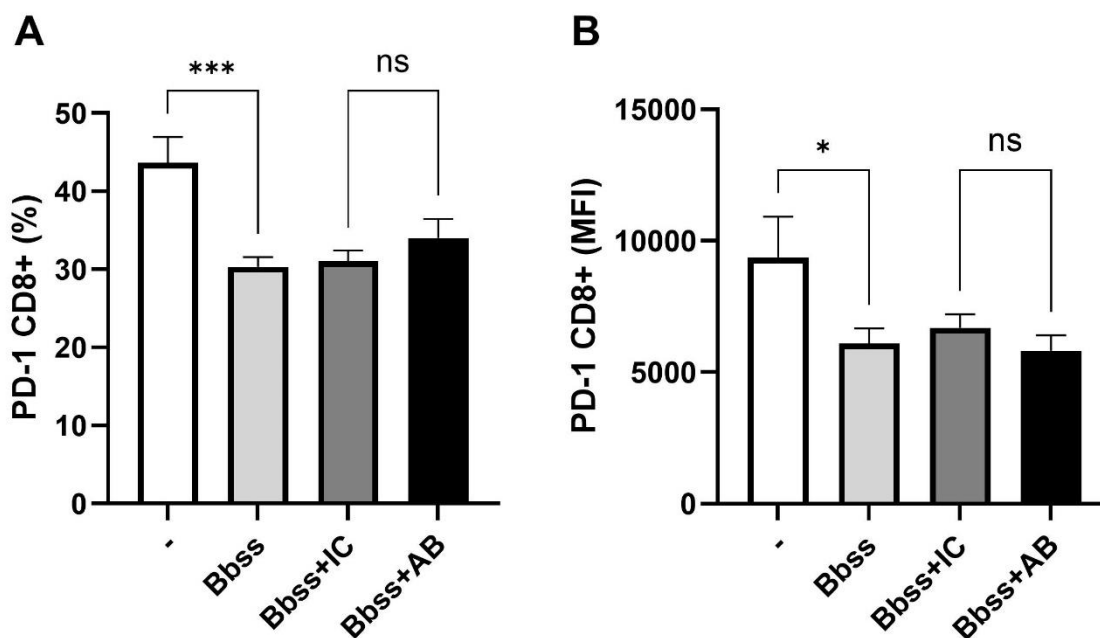 A
PD-1 CD8+ (%)
50
40
30
20
10
0
***
ns
-
Bbss
Bbss+IC
Bbss+AB
B
PD-1 CD8+ (MFI)
15000
10000
5000
0
*
ns
-
Bbss
Bbss+IC
Bbss+AB